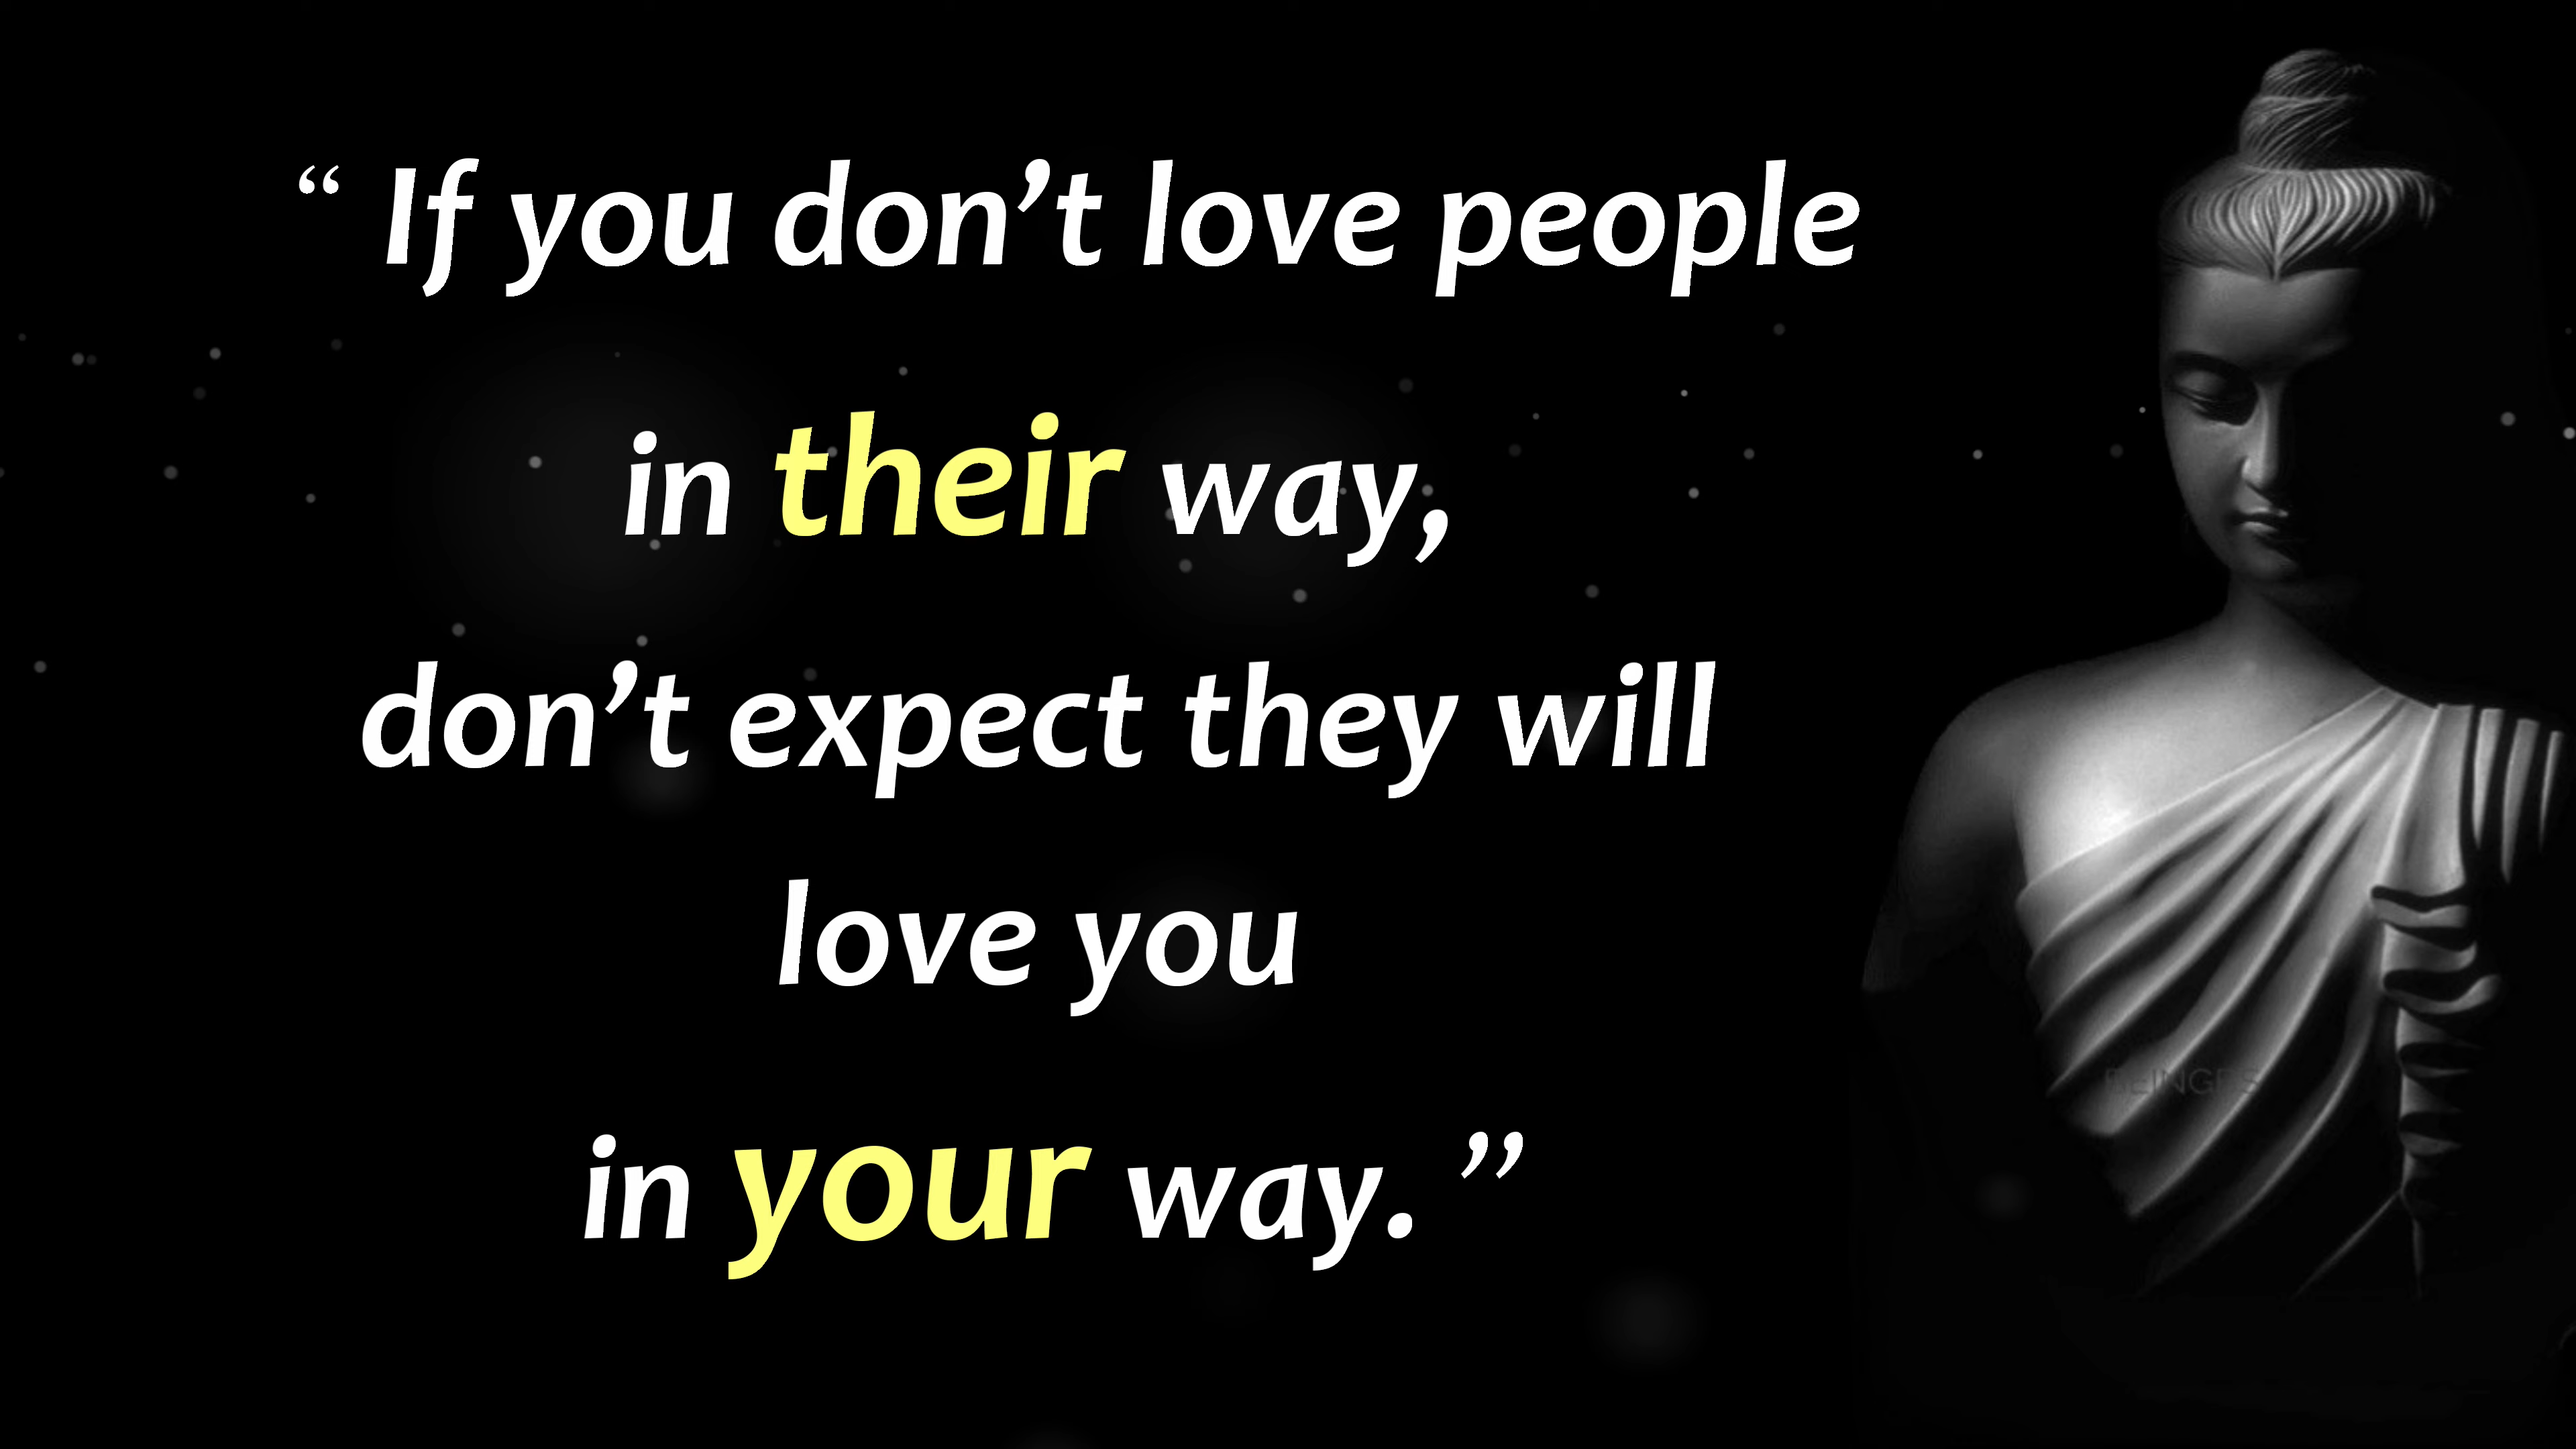 “ If you don’t love people
in their way,
don’t expect they will
love you
in your way. ”